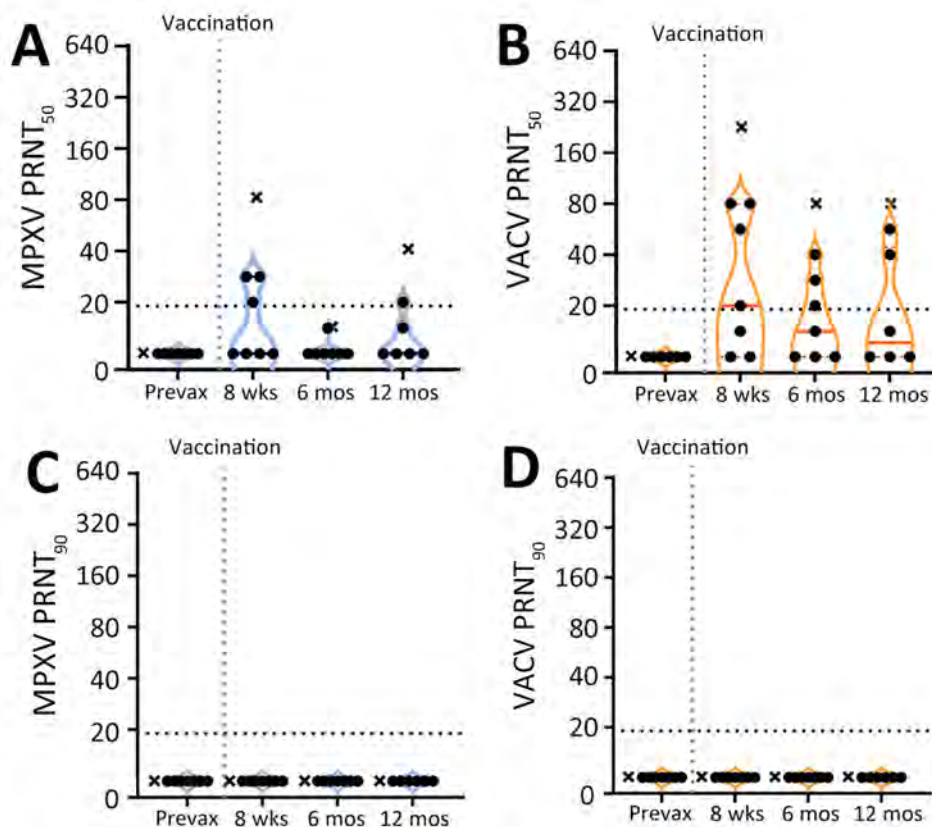 A
Vaccination
MPXV PRNT50
640
320
160
80
40
20
0
Prevax 8 wks 6 mos 12 mos
B
Vaccination
VACV PRNT50
640
320
160
80
40
20
0
Prevax 8 wks 6 mos 12 mos
C
Vaccination
MPXV PRNT90
640
320
160
80
40
20
0
Prevax 8 wks 6 mos 12 mos
D
Vaccination
VACV PRNT90
640
320
160
80
40
20
0
Prevax 8 wks 6 mos 12 mos